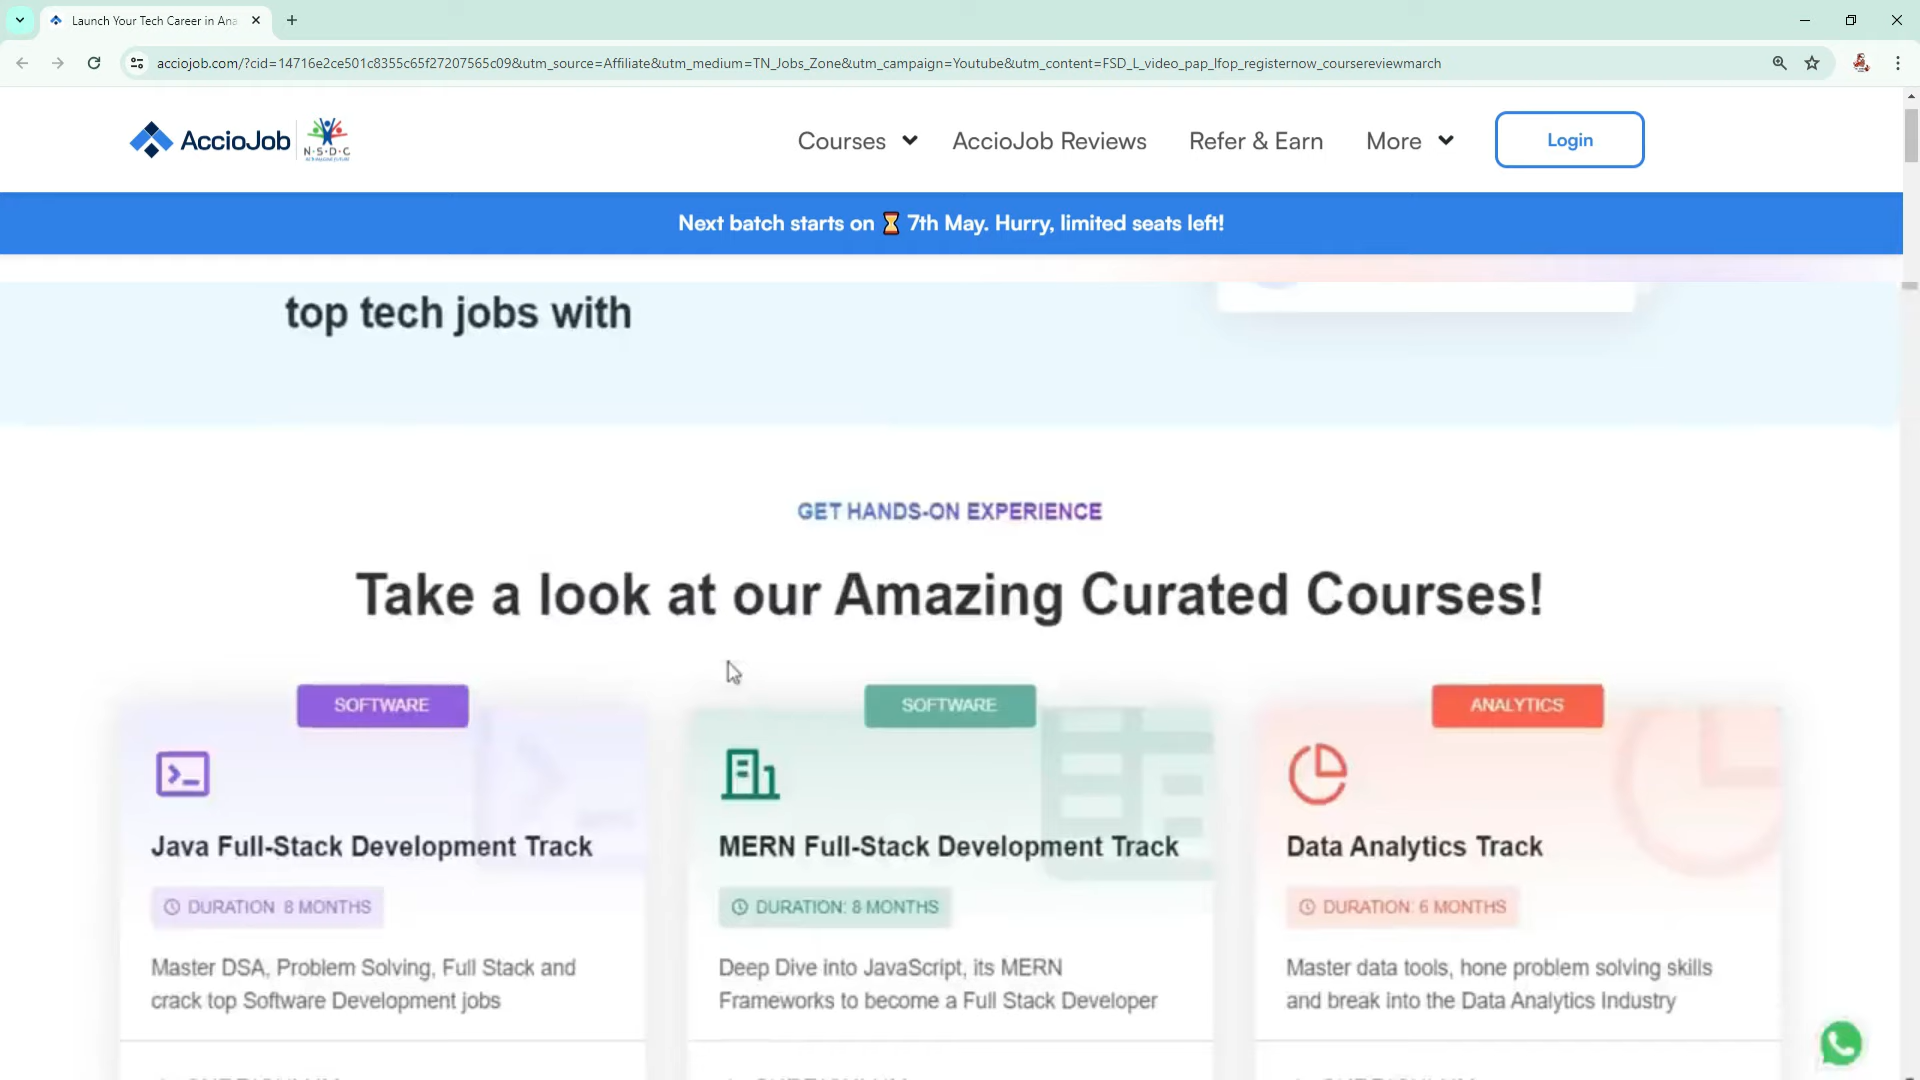 Launch Your Tech Career in Ana
acciojob.com/?cid=14716e2ce501c8355c65f27207565c09&utm_source=Affiliate&utm_medium=TN_Jobs_Zone&utm_campaign=Youtube&utm_content=FSD_L_video_pap_lfop_registernow_coursereviewmarch
AccioJob
N·S·D·C
Courses
AccioJob Reviews
Refer & Earn
More
Login
Next batch starts on ⏳ 7th May. Hurry, limited seats left!
top tech jobs with
GET HANDS-ON EXPERIENCE
Take a look at our Amazing Curated Courses!
SOFTWARE
Java Full-Stack Development Track
DURATION 8 MONTHS
Master DSA, Problem Solving, Full Stack and
crack top Software Development jobs
SOFTWARE
MERN Full-Stack Development Track
DURATION: 8 MONTHS
Deep Dive into JavaScript, its MERN
Frameworks to become a Full Stack Developer
ANALYTICS
Data Analytics Track
DURATION: 6 MONTHS
Master data tools, hone problem solving skills
and break into the Data Analytics Industry